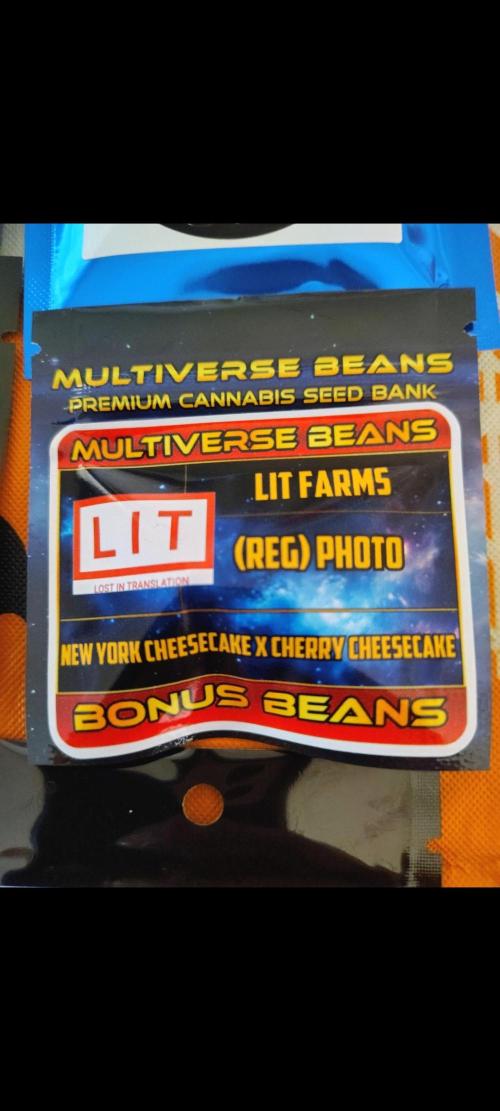 MULTIVERSE BEANS
PREMIUM CANNABIS SEED BANK
MULTIVERSE BEANS
LIT FARMS
LIT
LOST IN TRANSLATION
(REG) PHOTO
NEW YORK CHEESECAKE X CHERRY CHEESECAKE
BONUS BEANS